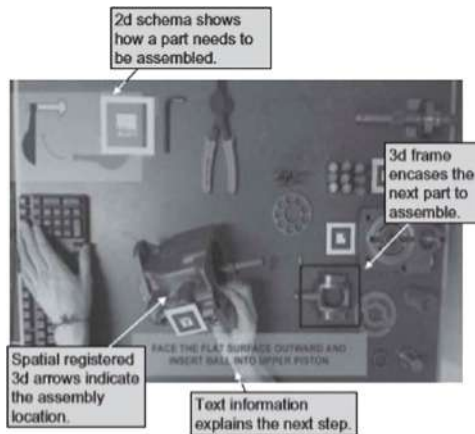 2d schema shows
how a part needs to
be assembled.
3d frame
encases the
next part to
assemble.
FACE THE FLAT SURFACE OUTWARD AND
INSERT BALL INTO UPPER PISTON
Spatial registered
3d arrows indicate
the assembly
location.
Text information
explains the next step.